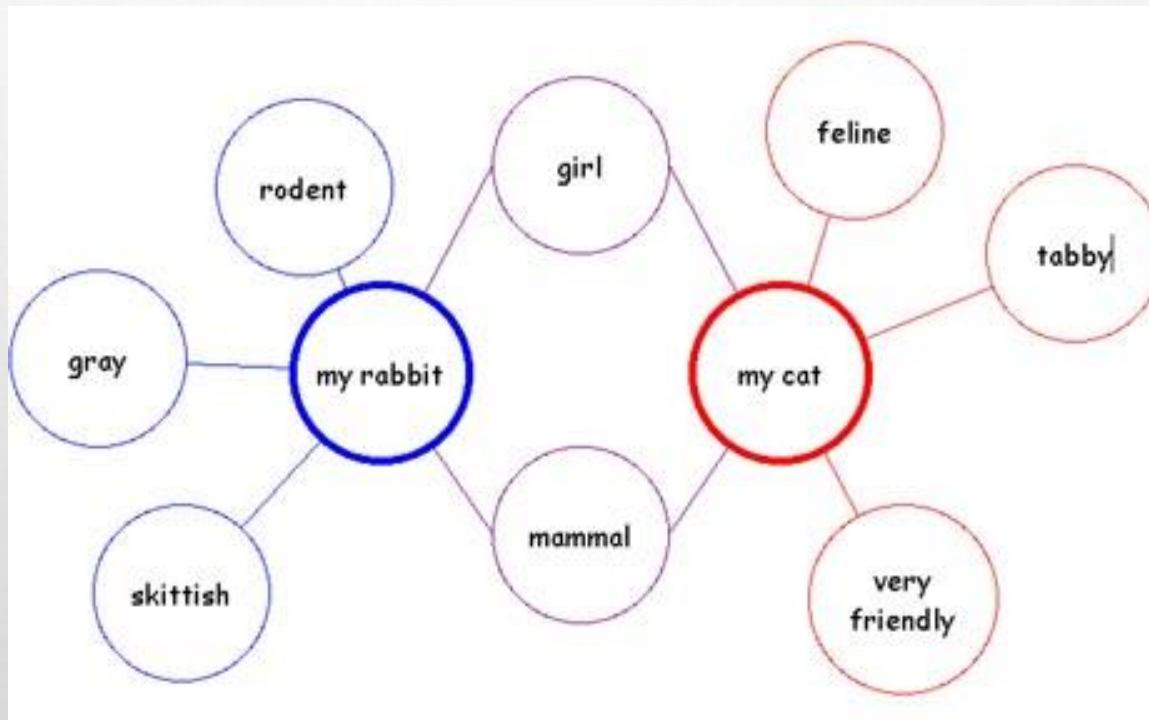 feline
girl
rodent
tabby
gray
my rabbit
my cat
mammal
skittish
very
friendly